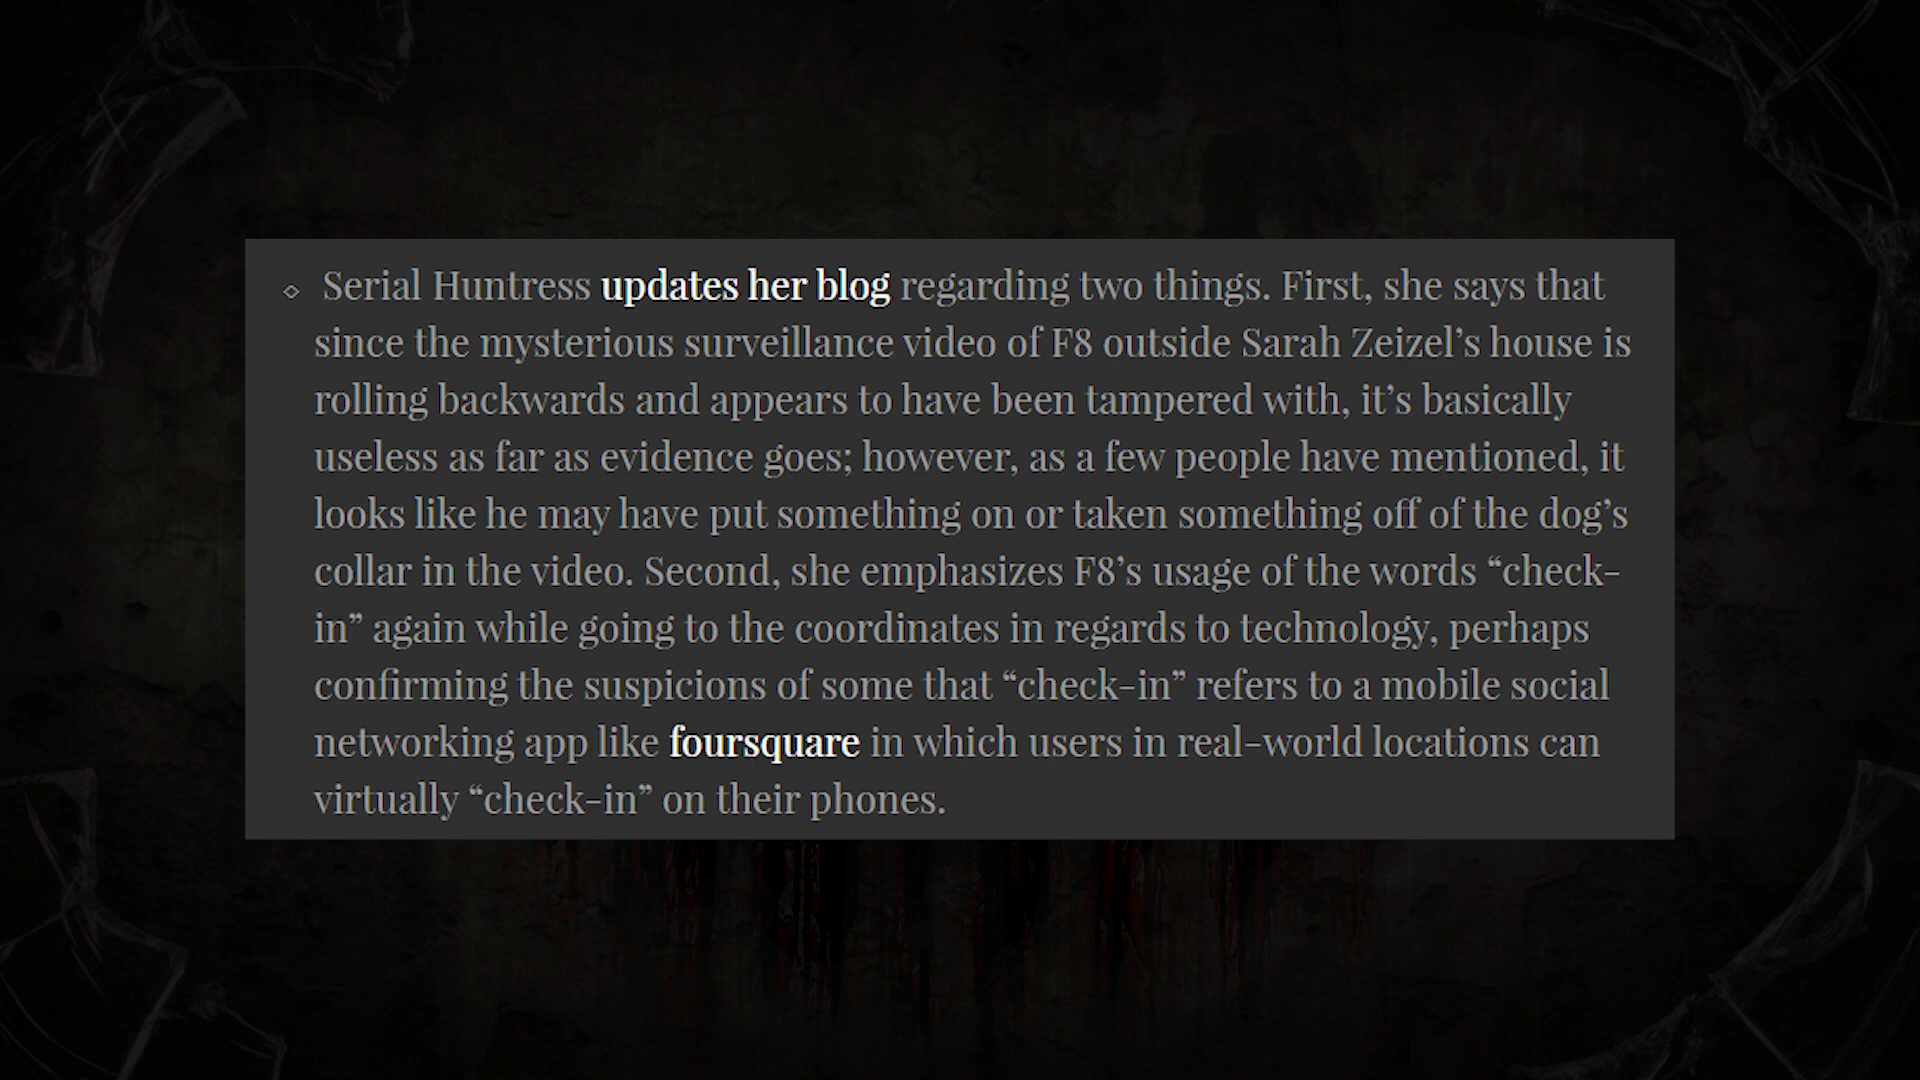 ◇ Serial Huntress updates her blog regarding two things. First, she says that
since the mysterious surveillance video of F8 outside Sarah Zeizel’s house is
rolling backwards and appears to have been tampered with, it’s basically
useless as far as evidence goes; however, as a few people have mentioned, it
looks like he may have put something on or taken something off of the dog’s
collar in the video. Second, she emphasizes F8’s usage of the words “check-
in” again while going to the coordinates in regards to technology, perhaps
confirming the suspicions of some that “check-in” refers to a mobile social
networking app like foursquare in which users in real-world locations can
virtually “check-in” on their phones.